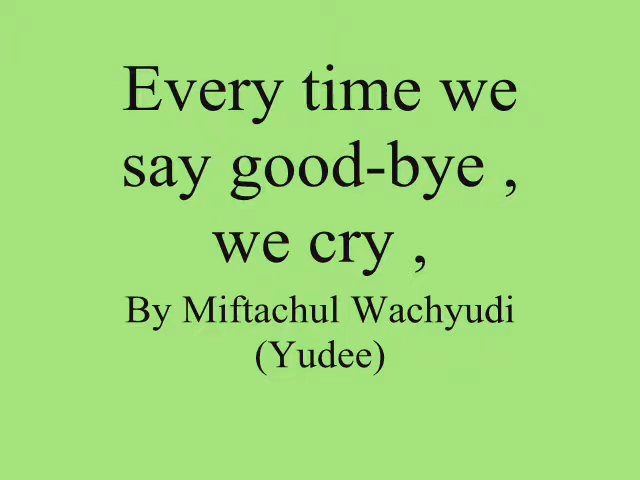 Every time we
say good-bye ,
we cry ,
By Miftachul Wachyudi
(Yudee)